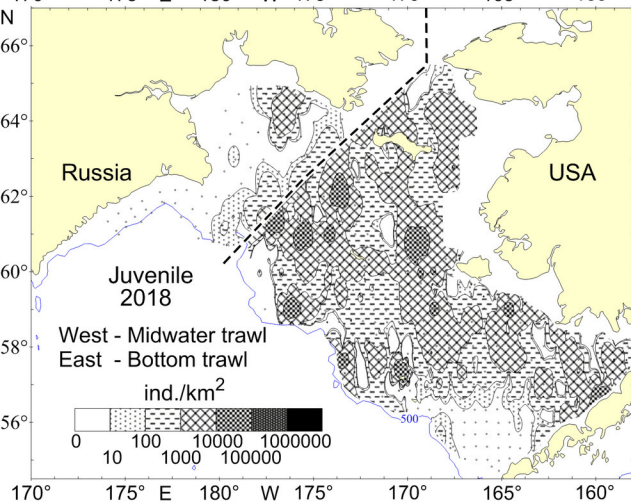 N
66°
64°
Russia
USA
62°
60°
Juvenile
2018
West - Midwater trawl
East - Bottom trawl
58°
ind./km²
56°
500
0 100 10000 1000000
10 1000 100000
170° 175° E 180° W 175° 170° 165° 160°